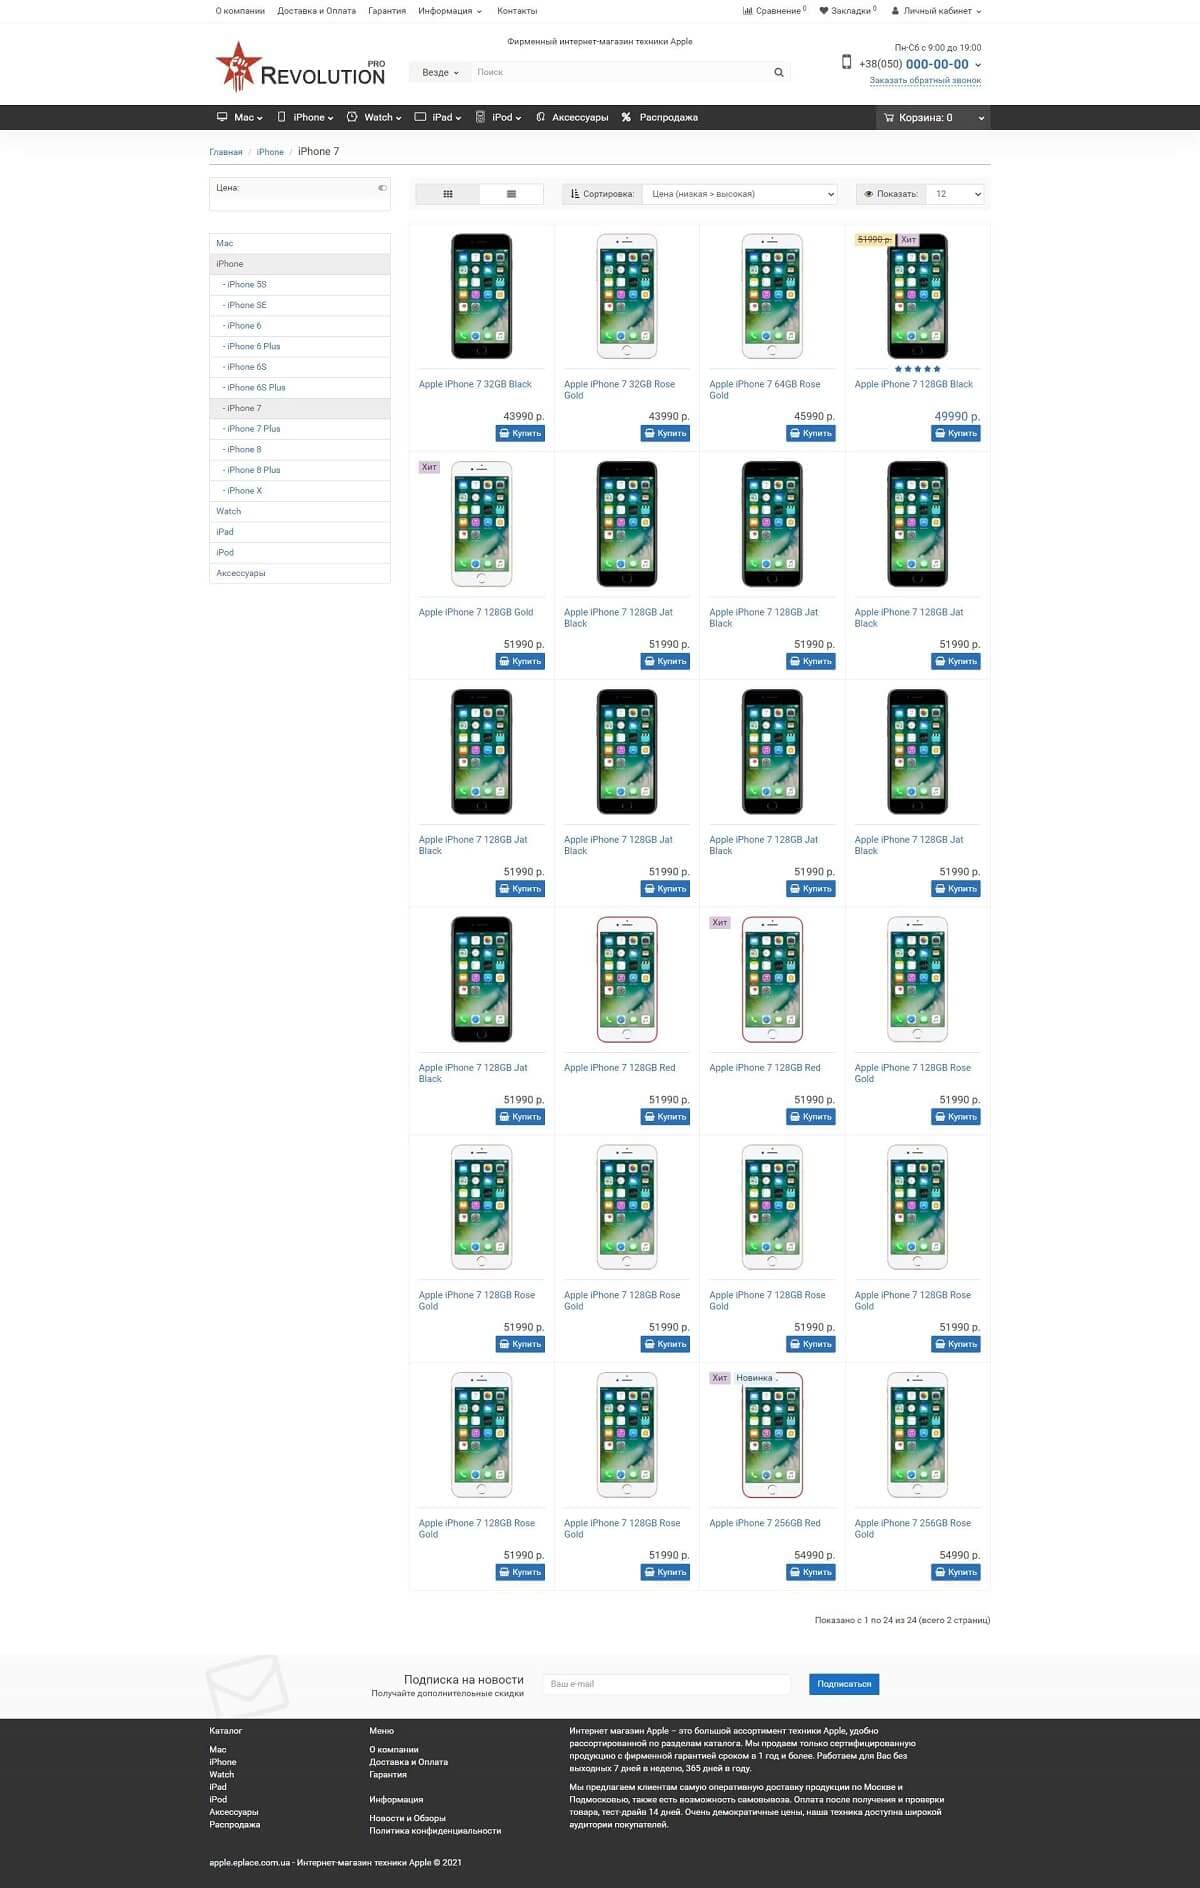 О компании Доставка и Оплата Гарантия Информация Контакты Сравнение 0 Закладки 0 Личный кабинет
Фирменный интернет-магазин техники Apple
REVOLUTION PRO
Везде Поиск
Пн-Сб с 9:00 до 19:00
+38(050) 000-00-00
Заказать обратный звонок
Mac iPhone Watch iPad iPod Аксессуары Распродажа Корзина: 0
Главная / iPhone / iPhone 7
Цена:
Mac
iPhone
- iPhone 5S
- iPhone SE
- iPhone 6
- iPhone 6 Plus
- iPhone 6S
- iPhone 6S Plus
- iPhone 7
- iPhone 7 Plus
- iPhone 8
- iPhone 8 Plus
- iPhone X
Watch
iPad
iPod
Аксессуары
Сортировка: Цена (низкая > высокая) Показать: 12
51990 р. Хит
Apple iPhone 7 32GB Black
43990 р.
Купить
Apple iPhone 7 32GB Rose
Gold
43990 р.
Купить
Apple iPhone 7 64GB Rose
Gold
45990 р.
Купить
Apple iPhone 7 128GB Black
49990 р.
Купить
Хит
Apple iPhone 7 128GB Gold
51990 р.
Купить
Apple iPhone 7 128GB Jat
Black
51990 р.
Купить
Apple iPhone 7 128GB Jat
Black
51990 р.
Купить
Apple iPhone 7 128GB Jat
Black
51990 р.
Купить
Apple iPhone 7 128GB Jat
Black
51990 р.
Купить
Apple iPhone 7 128GB Jat
Black
51990 р.
Купить
Apple iPhone 7 128GB Jat
Black
51990 р.
Купить
Apple iPhone 7 128GB Jat
Black
51990 р.
Купить
Apple iPhone 7 128GB Jat
Black
51990 р.
Купить
Apple iPhone 7 128GB Red
51990 р.
Купить
Хит
Apple iPhone 7 128GB Red
51990 р.
Купить
Apple iPhone 7 128GB Rose
Gold
51990 р.
Купить
Apple iPhone 7 128GB Rose
Gold
51990 р.
Купить
Apple iPhone 7 128GB Rose
Gold
51990 р.
Купить
Apple iPhone 7 128GB Rose
Gold
51990 р.
Купить
Apple iPhone 7 128GB Rose
Gold
51990 р.
Купить
Apple iPhone 7 128GB Rose
Gold
51990 р.
Купить
Apple iPhone 7 128GB Rose
Gold
51990 р.
Купить
Хит Новинка
Apple iPhone 7 256GB Red
54990 р.
Купить
Apple iPhone 7 256GB Rose
Gold
54990 р.
Купить
Показано с 1 по 24 из 24 (всего 2 страниц)
Подписка на новости
Получайте дополнителоьные скидки
Ваш e-mail
Подписаться
Каталог
Mac
iPhone
Watch
iPad
iPod
Аксессуары
Распродажа
Меню
О компании
Доставка и Оплата
Гарантия
Информация
Новости и Обзоры
Политика конфиденциальности
Интернет магазин Apple – это большой ассортимент техники Apple, удобно
рассортированной по разделам каталога. Мы продаем только сертифицированную
продукцию с фирменной гарантией сроком в 1 год и более. Работаем для Вас без
выходных 7 дней в неделю, 365 дней в году.
Мы предлагаем клиентам самую оперативную доставку продукции по Москве и
Подмосковью, также есть возможность самовывоза. Оплата после получения и проверки
товара, тест-драйв 14 дней. Очень демократичные цены, наша техника доступна широкой
аудитории покупателей.
apple.eplace.com.ua - Интернет-магазин техники Apple © 2021